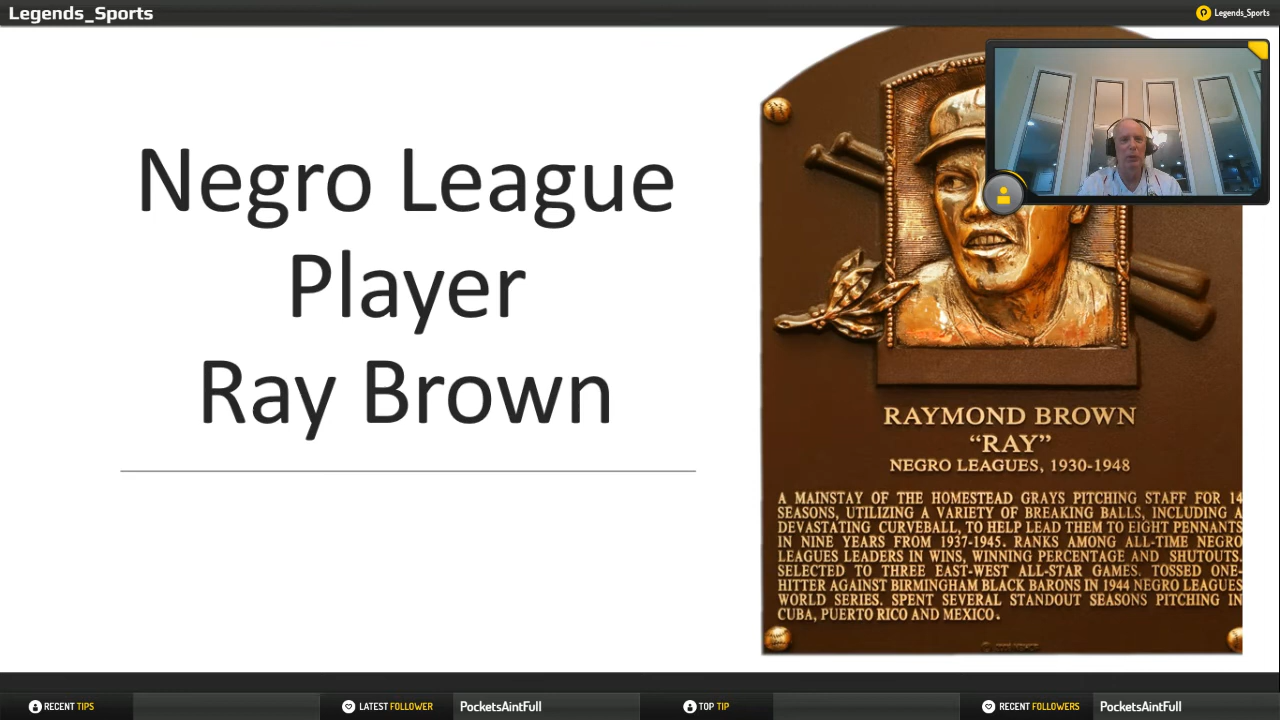 Legends_Sports
Legends_Sports
Negro League
Player
Ray Brown
RAYMOND BROWN
“RAY”
NEGRO LEAGUES, 1930-1948
A MAINSTAY OF THE HOMESTEAD GRAYS PITCHING STAFF FOR 14
SEASONS, UTILIZING A VARIETY OF BREAKING BALLS, INCLUDING A
DEVASTATING CURVEBALL, TO HELP LEAD THEM TO EIGHT PENNANTS
IN NINE YEARS FROM 1937-1945. RANKS AMONG ALL-TIME NEGRO
LEAGUES LEADERS IN WINS, WINNING PERCENTAGE AND SHUTOUTS.
SELECTED TO THREE EAST-WEST ALL-STAR GAMES. TOSSED ONE-
HITTER AGAINST BIRMINGHAM BLACK BARONS IN 1944 NEGRO LEAGUES
WORLD SERIES. SPENT SEVERAL STANDOUT SEASONS PITCHING IN
CUBA, PUERTO RICO AND MEXICO.
RECENT TIPS
LATEST FOLLOWER
PocketsAintFull
TOP TIP
RECENT FOLLOWERS
PocketsAintFull